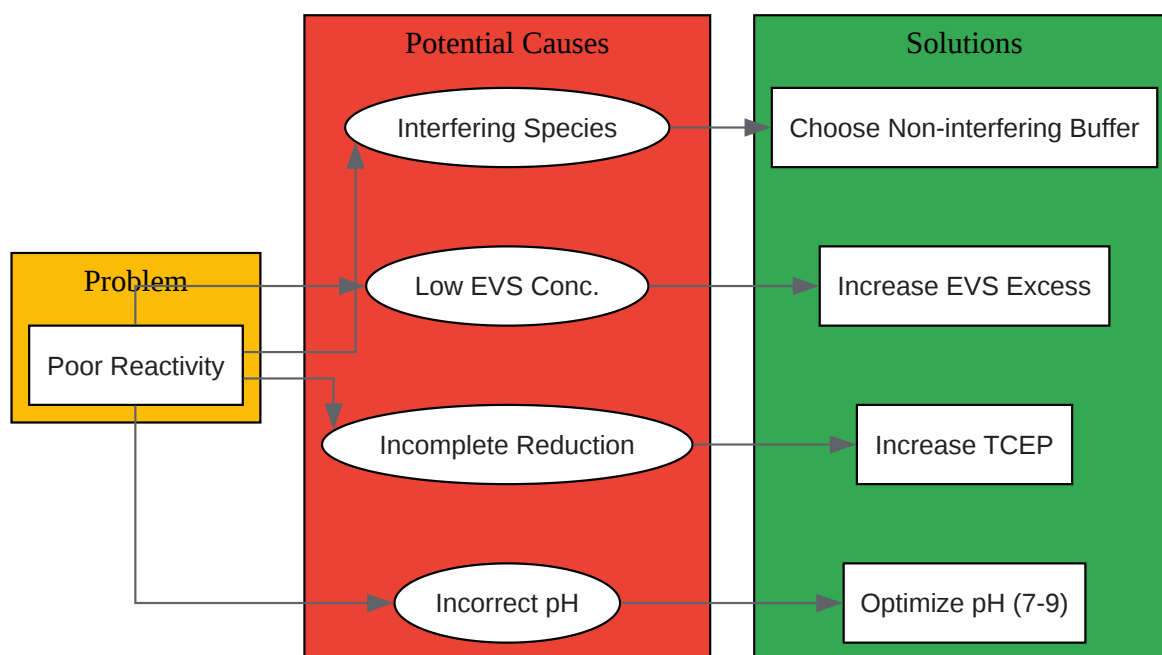 Problem
Poor Reactivity
Potential Causes
Interfering Species
Low EVS Conc.
Incomplete Reduction
Incorrect pH
Solutions
Choose Non-interfering Buffer
Increase EVS Excess
Increase TCEP
Optimize pH (7-9)